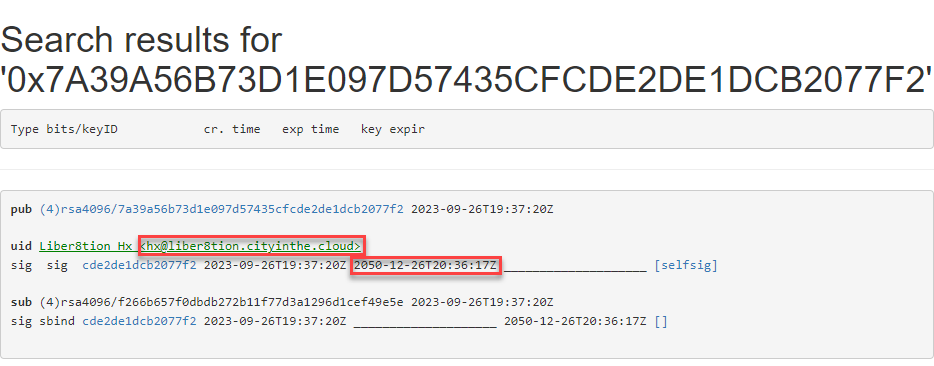 Search results for
'0x7A39A56B73D1E097D57435CFCDE2DE1DCB2077F2'
Type bits/keyID cr. time exp time key expir
pub (4)rsa4096/7a39a56b73d1e097d57435cfcde2de1dcb2077f2 2023-09-26T19:37:20Z
uid Liber8tion Hx <hx@liber8tion.cityinthe.cloud>
sig sig cde2de1dcb2077f2 2023-09-26T19:37:20Z 2050-12-26T20:36:17Z ____________________ [selfsig]
sub (4)rsa4096/f266b657f0dbdb272b11f77d3a1296d1cef49e5e 2023-09-26T19:37:20Z
sig sbind cde2de1dcb2077f2 2023-09-26T19:37:20Z ____________________ 2050-12-26T20:36:17Z []